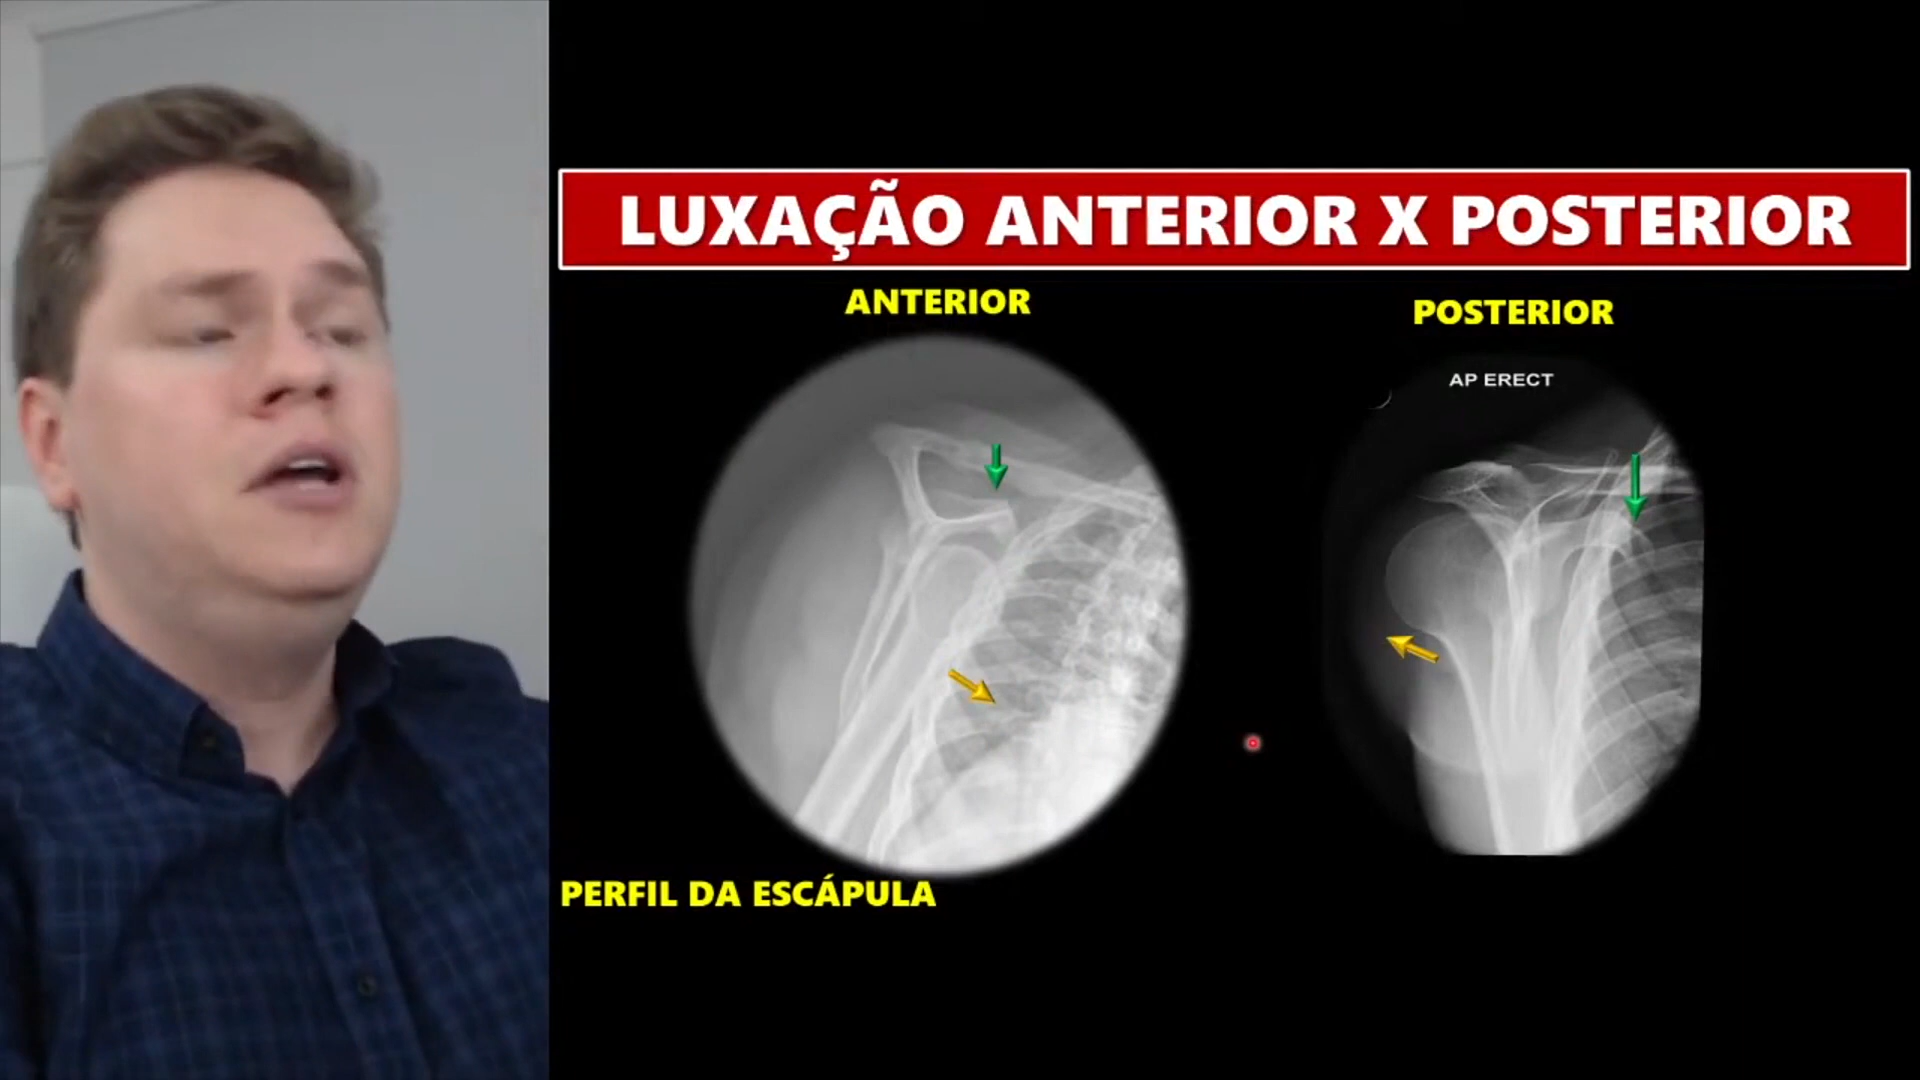 LUXAÇÃO ANTERIOR X POSTERIOR
ANTERIOR
POSTERIOR
AP ERECT
PERFIL DA ESCÁPULA